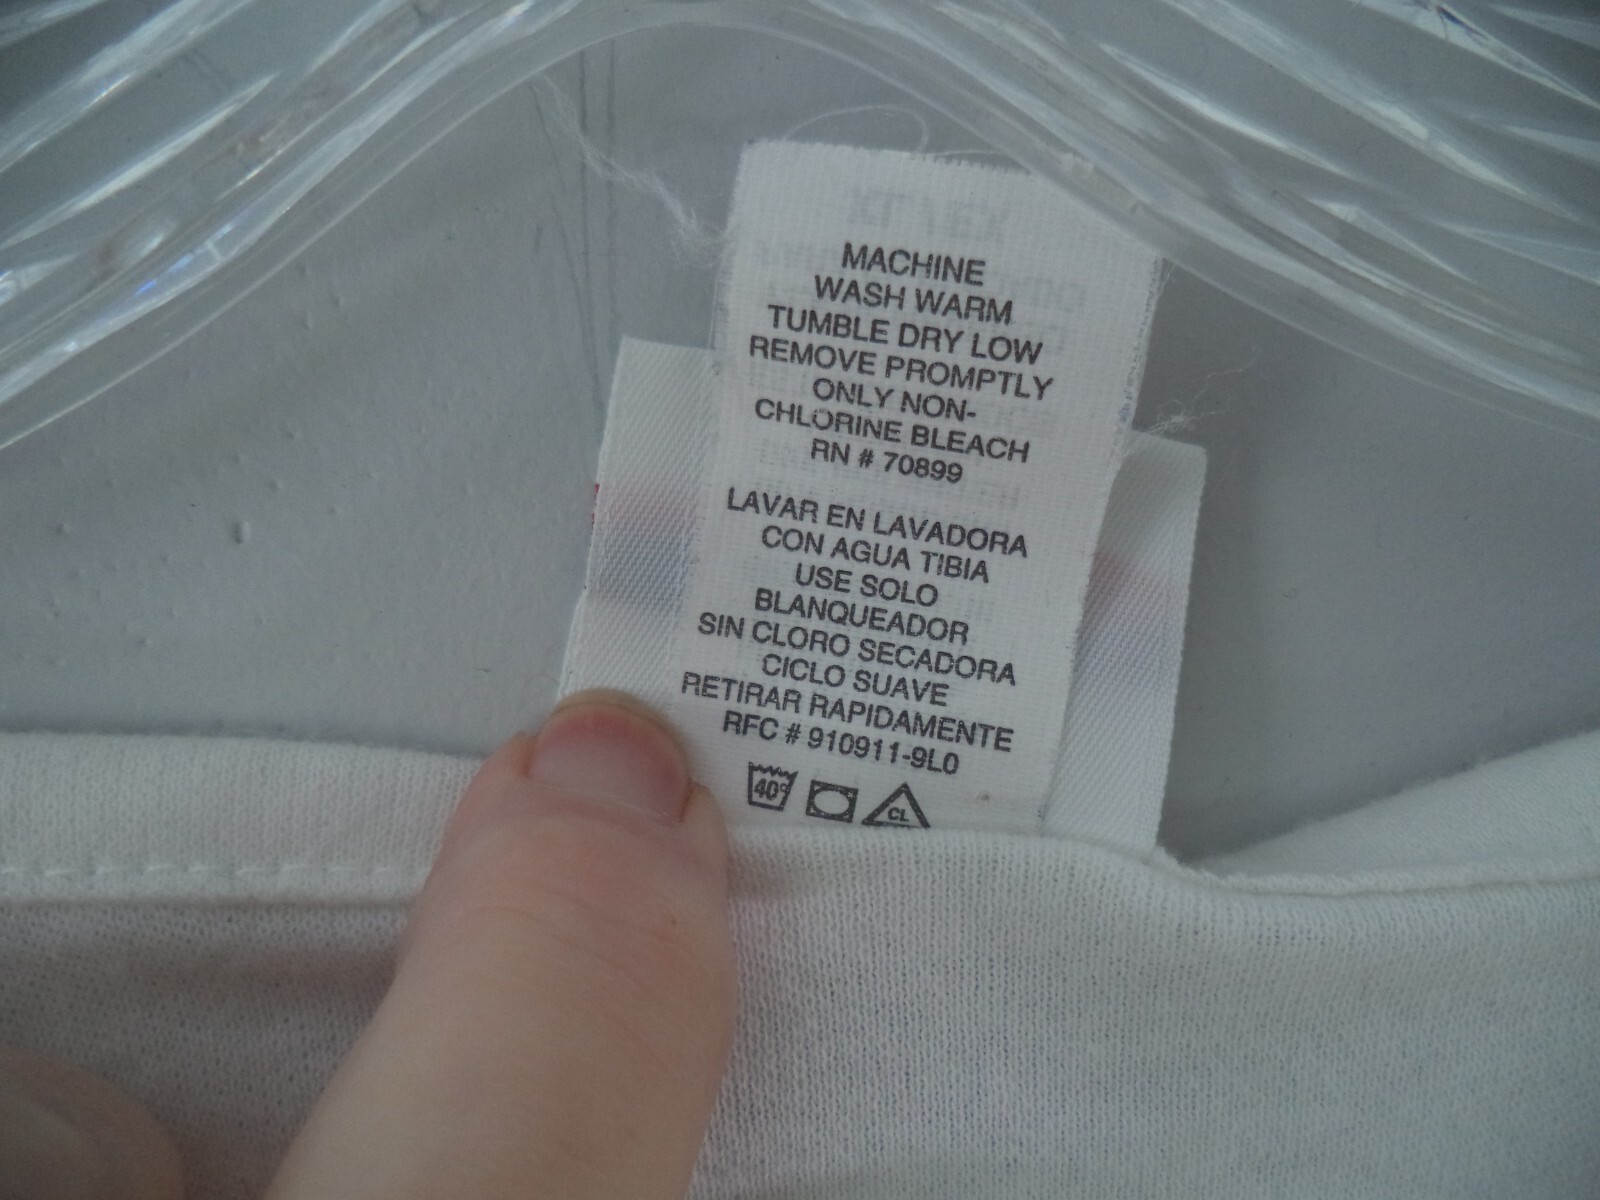 MACHINE
WASH WARM
TUMBLE DRY LOW
REMOVE PROMPTLY
ONLY NON-
CHLORINE BLEACH
RN # 70899
LAVAR EN LAVADORA
CON AGUA TIBIA
USE SOLO
BLANQUEADOR
SIN CLORO SECADORA
CICLO SUAVE
RETIRAR RAPIDAMENTE
RFC # 910911-9L0
40° CL